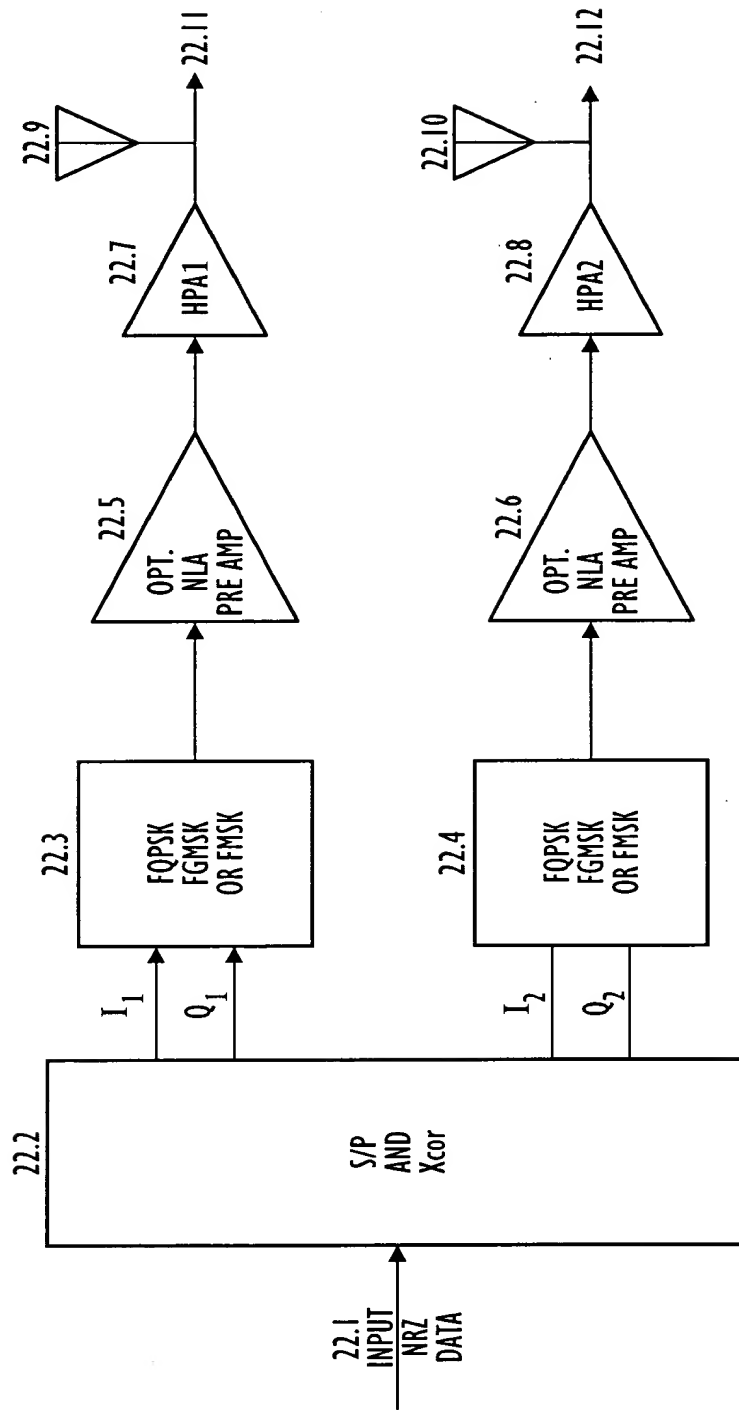 22.1
INPUT
NRZ
DATA
22.2
S/P
AND
Xcor
I1
Q1
22.3
FQPSK
FGMSK
OR FMSK
22.5
OPT.
NLA
PRE AMP
22.7
HPA1
22.9
22.11
I2
Q2
22.4
FQPSK
FGMSK
OR FMSK
22.6
OPT.
NLA
PRE AMP
22.8
HPA2
22.10
22.12